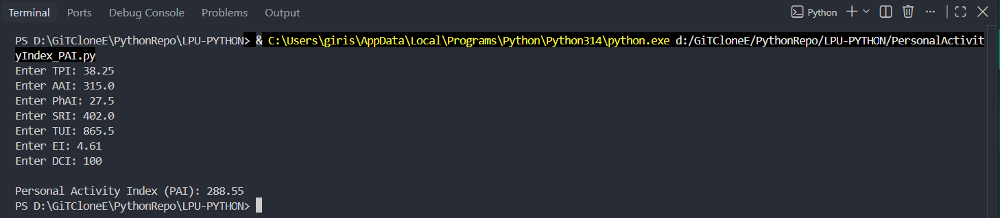 Terminal Ports Debug Console Problems Output Python
PS D:\GiTCloneE\PythonRepo\LPU-PYTHON> & C:\Users\giris\AppData\Local\Programs\Python\Python314\python.exe d:/GiTCloneE/PythonRepo/LPU-PYTHON/PersonalActivit
yIndex_PAI.py
Enter TPI: 38.25
Enter AAI: 315.0
Enter PhAI: 27.5
Enter SRI: 402.0
Enter TUI: 865.5
Enter EI: 4.61
Enter DCI: 100
Personal Activity Index (PAI): 288.55
PS D:\GiTCloneE\PythonRepo\LPU-PYTHON>